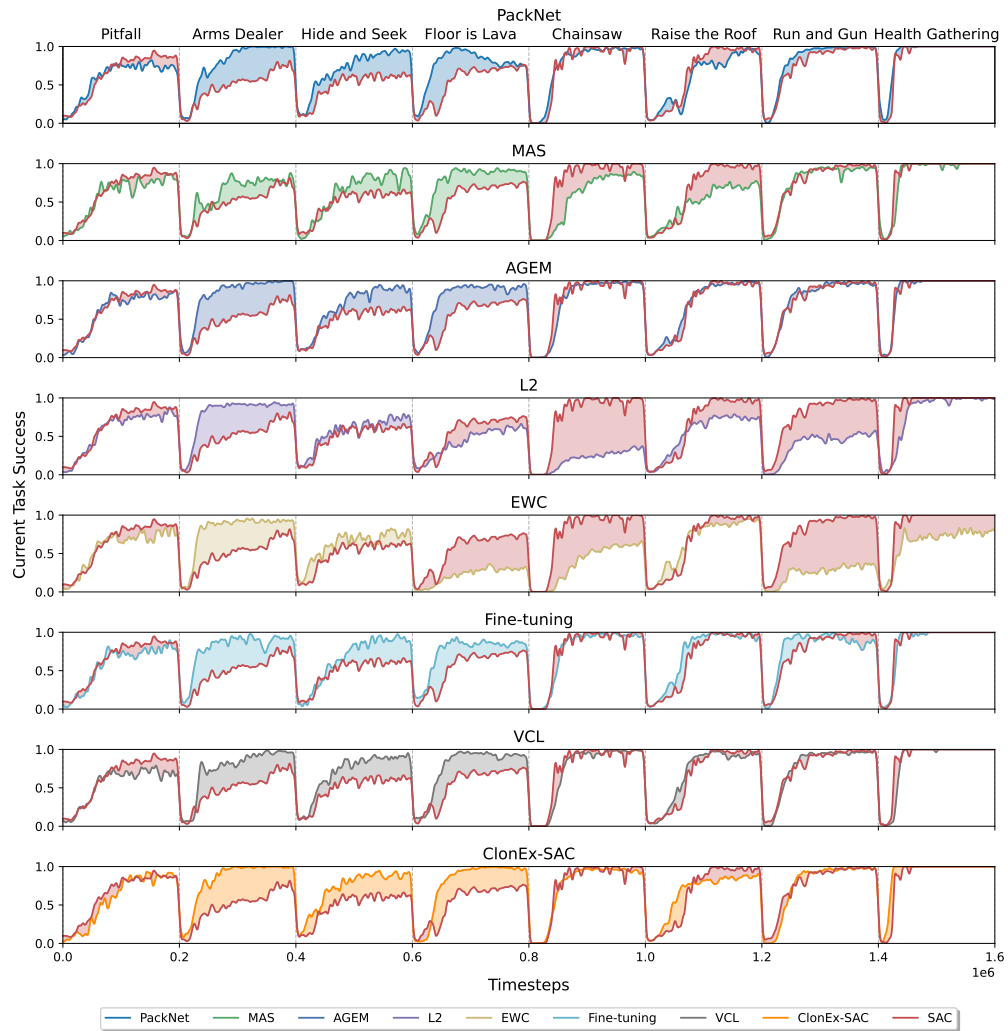 PackNet
Pitfall Arms Dealer Hide and Seek Floor is Lava Chainsaw Raise the Roof Run and Gun Health Gathering
1.0
0.5
0.0
MAS
1.0
0.5
0.0
AGEM
1.0
0.5
0.0
L2
1.0
0.5
0.0
EWC
1.0
0.5
0.0
Fine-tuning
1.0
0.5
0.0
VCL
1.0
0.5
0.0
ClonEx-SAC
1.0
0.5
0.0
Current Task Success
0.0 0.2 0.4 0.6 0.8 1.0 1.2 1.4 1.6
1e6
Timesteps
PackNet MAS AGEM L2 EWC Fine-tuning VCL ClonEx-SAC SAC